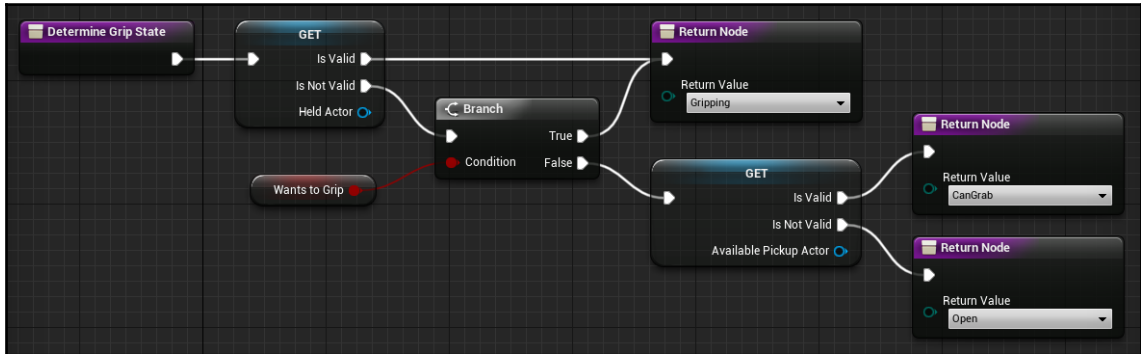 Determine Grip State
GET
Is Valid
Is Not Valid
Held Actor
Wants to Grip
Branch
True
Condition
False
Return Node
Return Value
Gripping
GET
Is Valid
Is Not Valid
Available Pickup Actor
Return Node
Return Value
CanGrab
Return Node
Return Value
Open